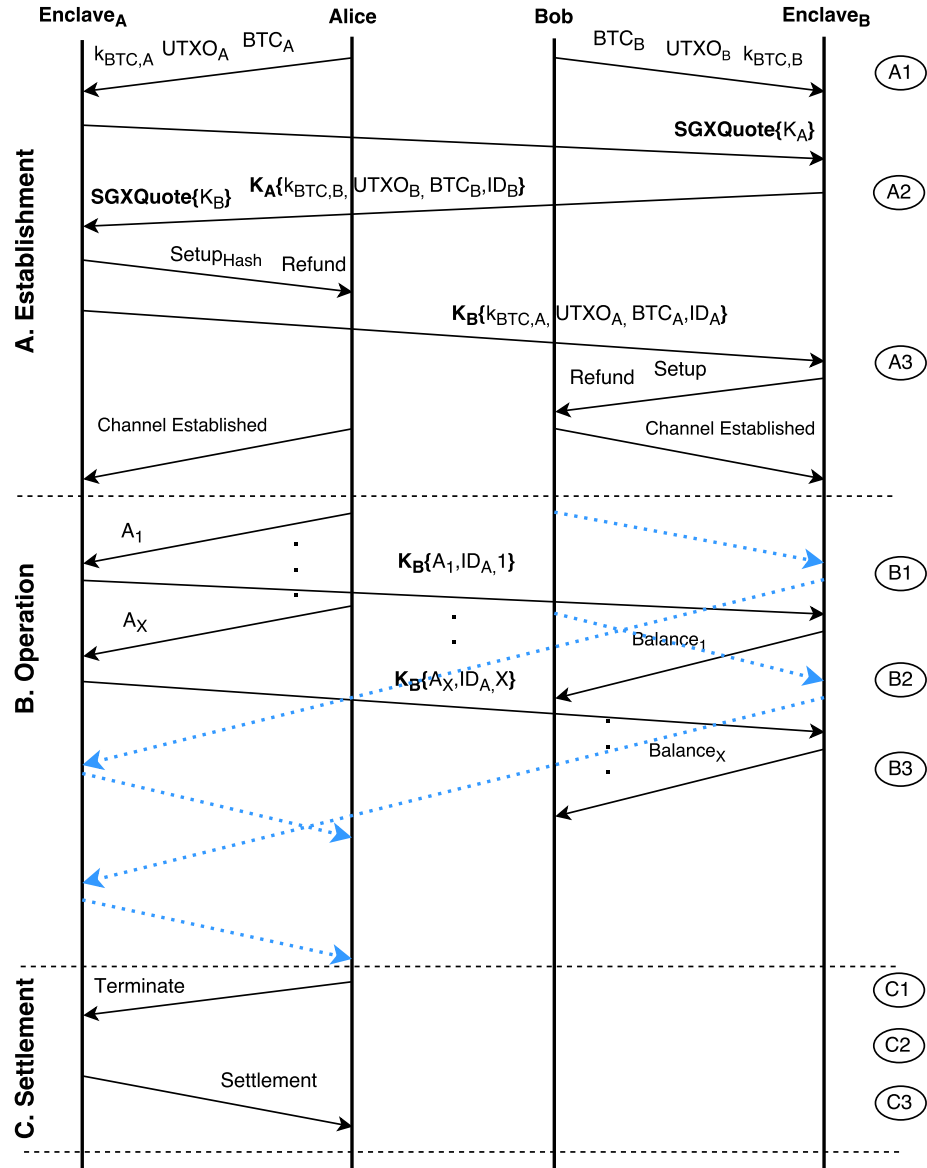 Enclave_A Alice Bob Enclave_B
k_BTC,A UTXO_A BTC_A BTC_B UTXO_B k_BTC,B A1
SGXQuote{K_A}
A. Establishment
SGXQuote{K_B} K_A{k_BTC,B, UTXO_B, BTC_B,ID_B} A2
Setup_Hash Refund
K_B{k_BTC,A, UTXO_A, BTC_A,ID_A}
Refund Setup A3
Channel Established Channel Established
B. Operation
A_1
K_B{A_1,ID_A,1} B1
A_X
Balance_1
K_B{A_X,ID_A,X} B2
Balance_X B3
C. Settlement
Terminate C1
C2
Settlement C3